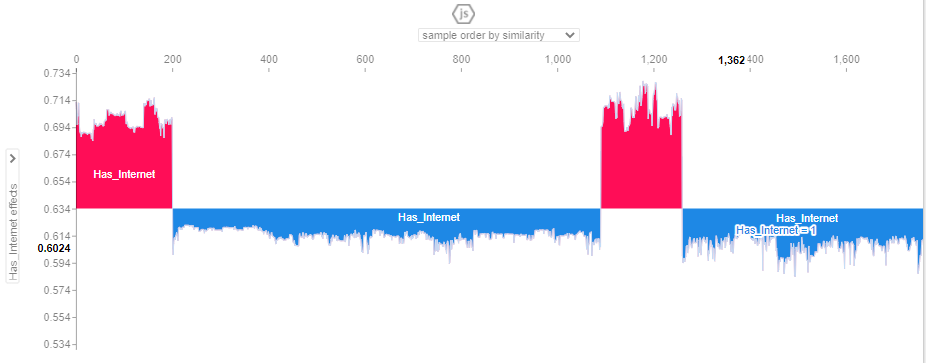 js
sample order by similarity
0 200 400 600 800 1,000 1,200 1,362 400 1,600
0.734
0.714
0.694
0.674
0.654
0.634
0.614
0.6024
0.594
0.574
0.554
0.534
Has_Internet effects
Has_Internet
Has_Internet
Has_Internet
Has_Internet = 1